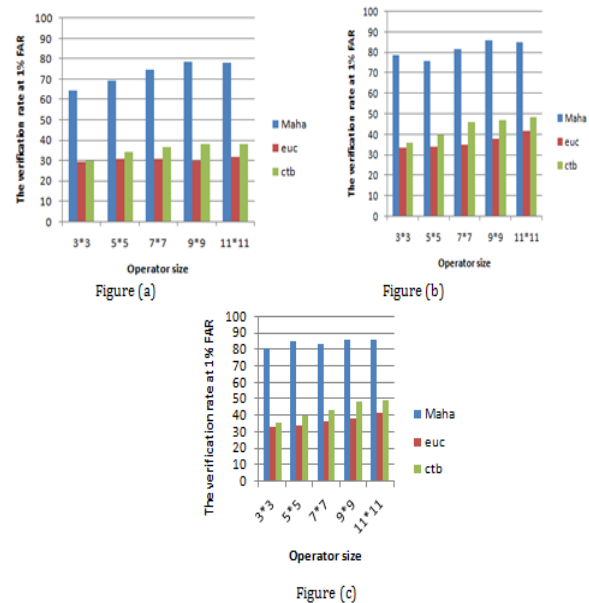 The verification rate at 1% FAR
100
90
80
70
60
50
40
30
20
10
0
3*3 5*5 7*7 9*9 11*11
Operator size
Maha
euc
ctb
Figure (a)
The verification rate at 1% FAR
100
90
80
70
60
50
40
30
20
10
0
3*3 5*5 7*7 9*9 11*11
Operator size
Maha
euc
ctb
Figure (b)
The verification rate at 1% FAR
100
90
80
70
60
50
40
30
20
10
0
3*3 5*5 7*7 9*9 11*11
Operator size
Maha
euc
ctb
Figure (c)